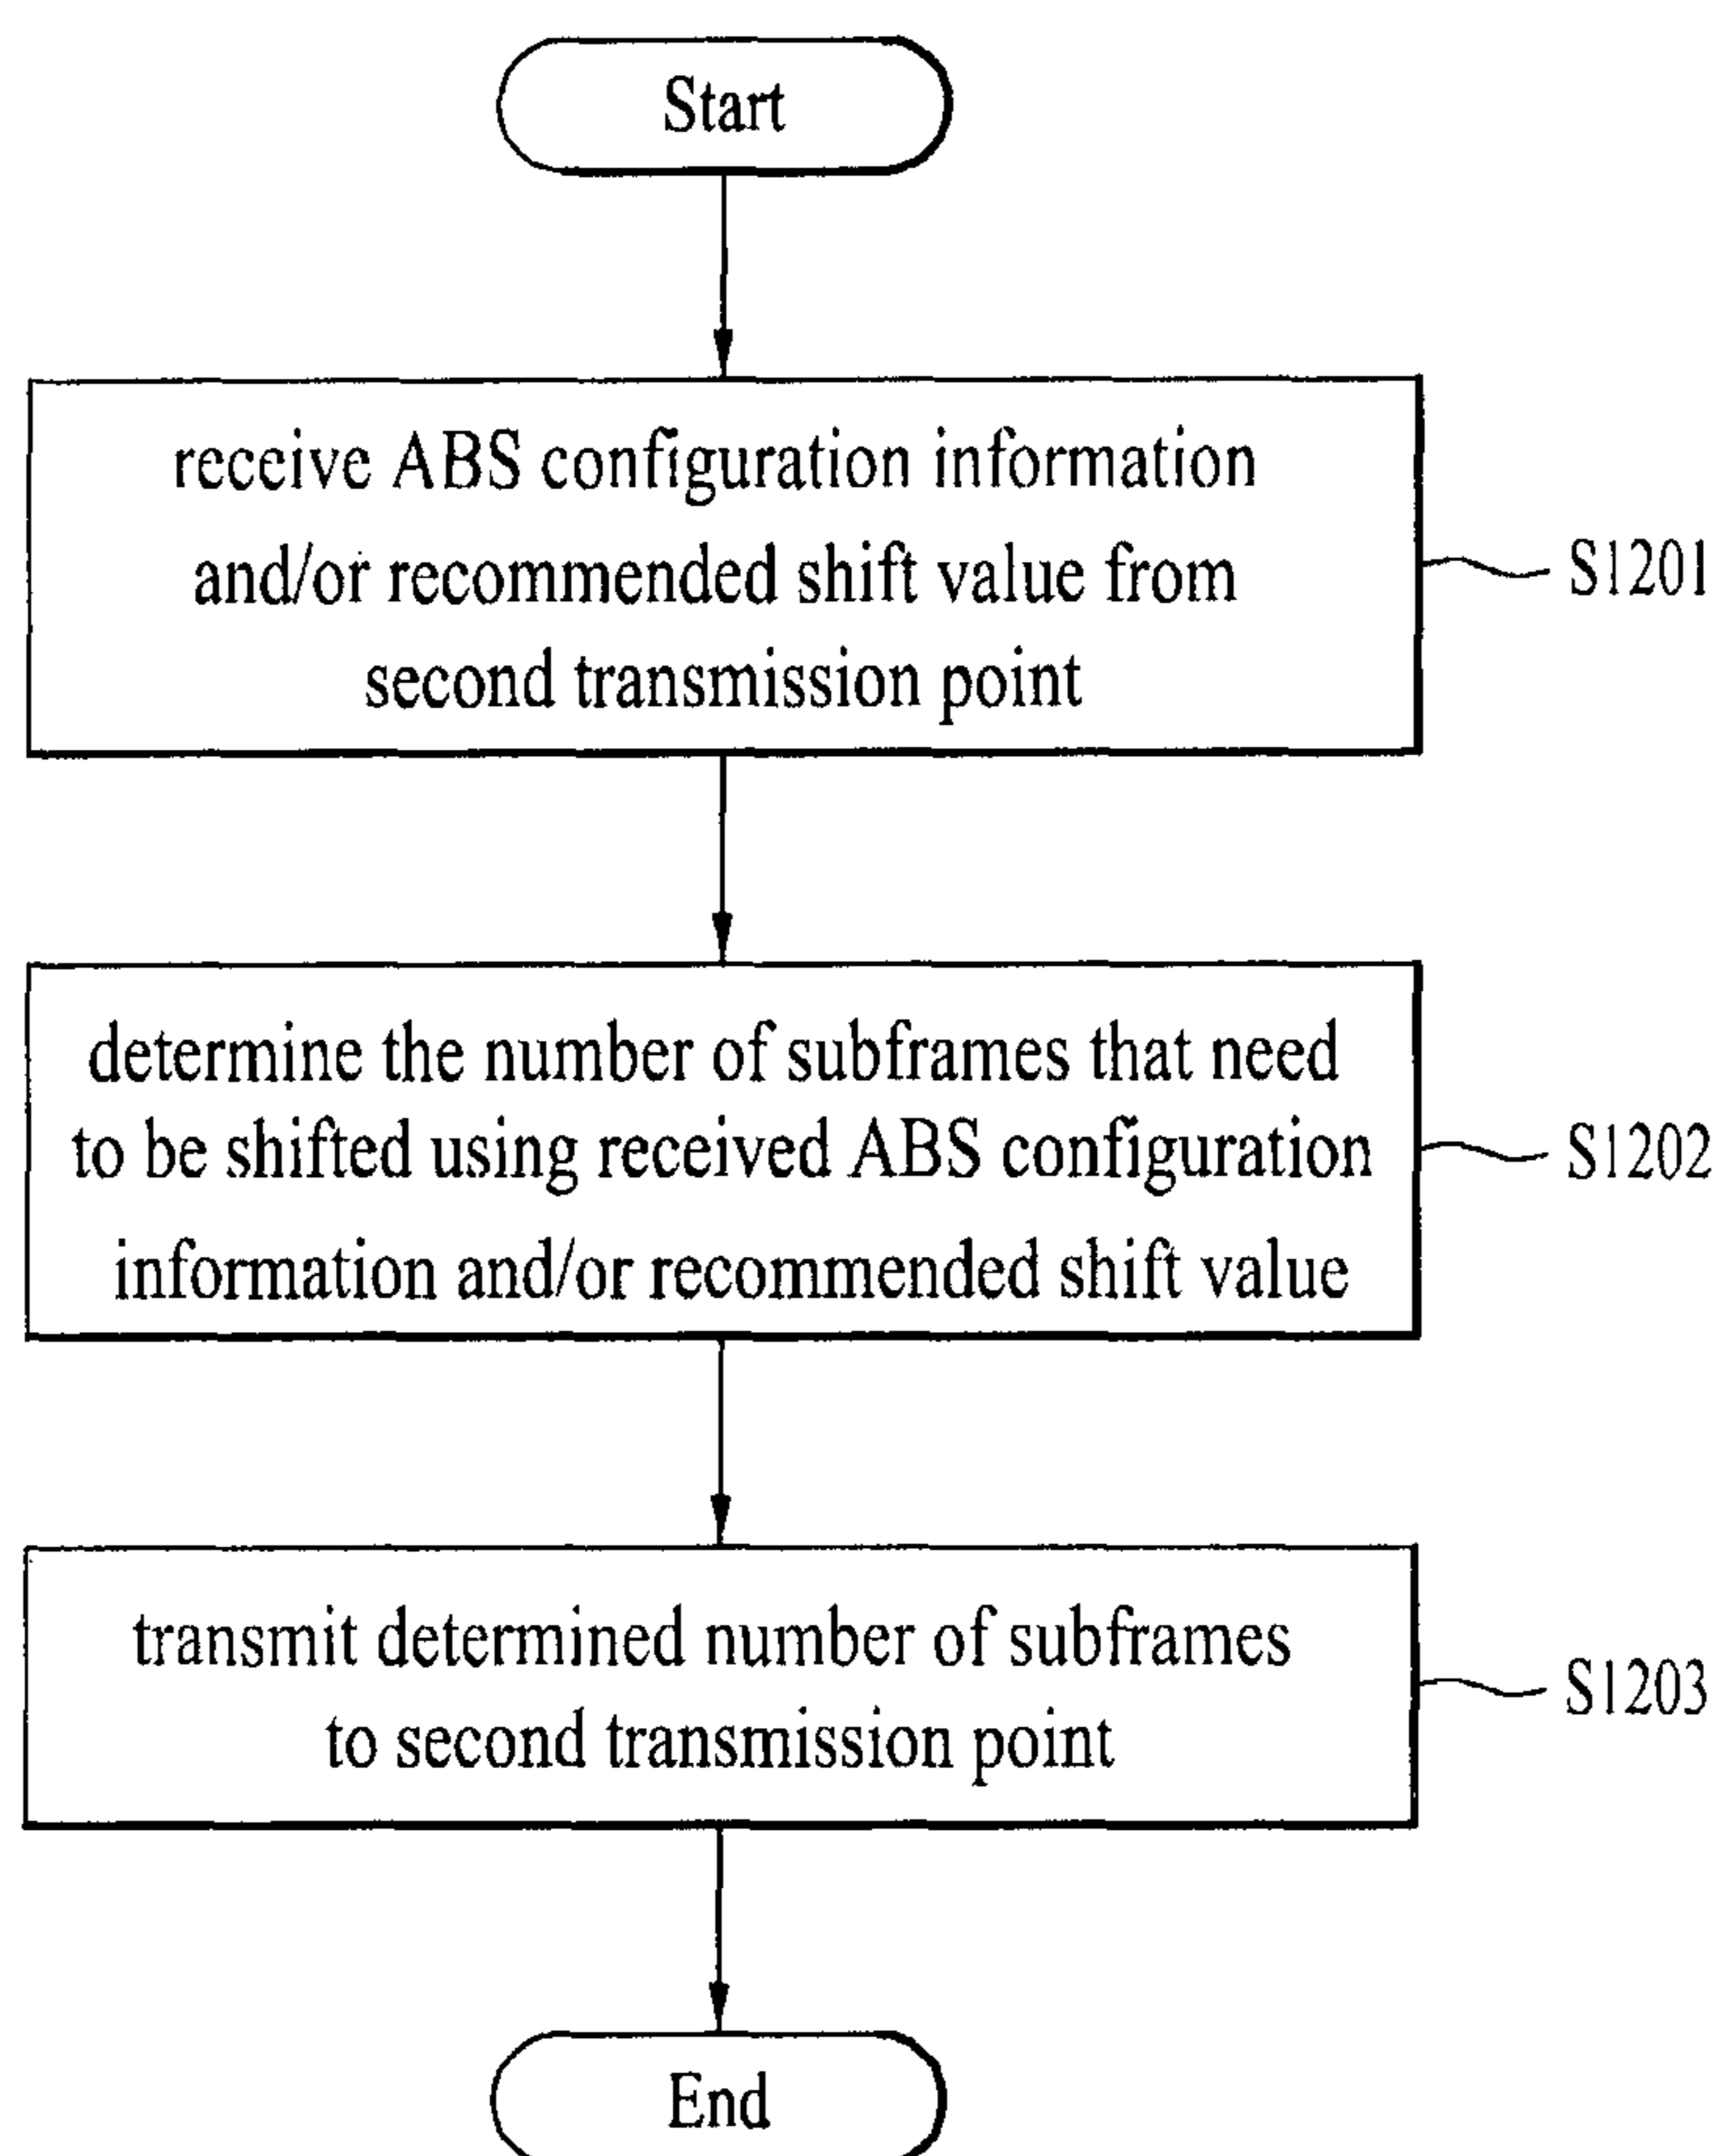 Start
receive ABS configuration information
and/or recommended shift value from
second transmission point
S1201
determine the number of subframes that need
to be shifted using received ABS configuration
information and/or recommended shift value
S1202
transmit determined number of subframes
to second transmission point
S1203
End